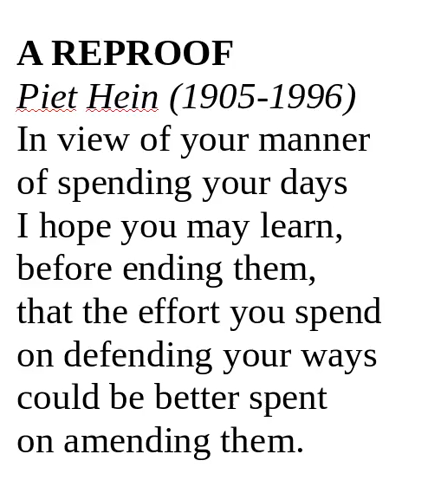 A REPROOF
Piet Hein (1905-1996)
In view of your manner
of spending your days
I hope you may learn,
before ending them,
that the effort you spend
on defending your ways
could be better spent
on amending them.